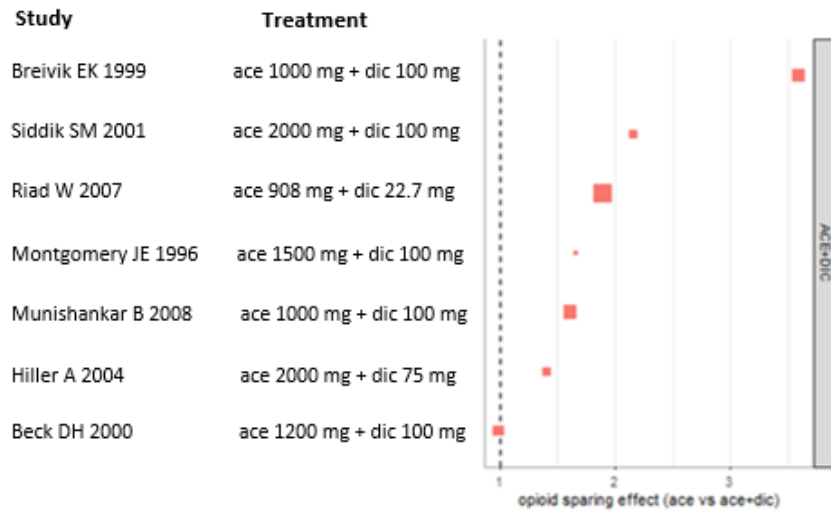 Study Treatment
Breivik EK 1999 ace 1000 mg + dic 100 mg
Siddik SM 2001 ace 2000 mg + dic 100 mg
Riad W 2007 ace 908 mg + dic 22.7 mg
Montgomery JE 1996 ace 1500 mg + dic 100 mg
Munishankar B 2008 ace 1000 mg + dic 100 mg
Hiller A 2004 ace 2000 mg + dic 75 mg
Beck DH 2000 ace 1200 mg + dic 100 mg
ACE+DIC
1 2 3
opioid sparing effect (ace vs ace+dic)